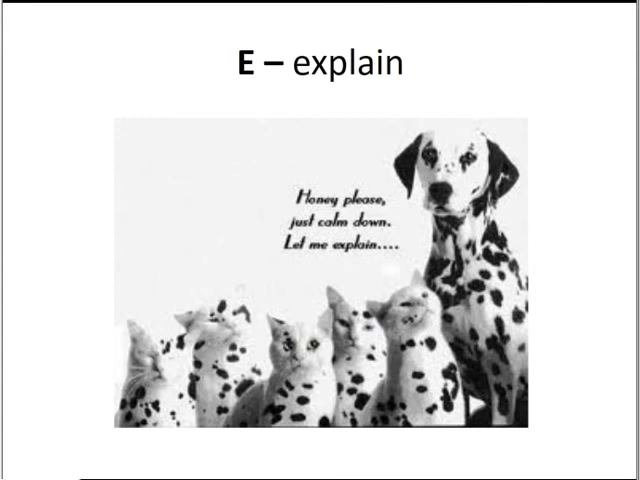 E – explain
Honey please,
just calm down.
Let me explain....